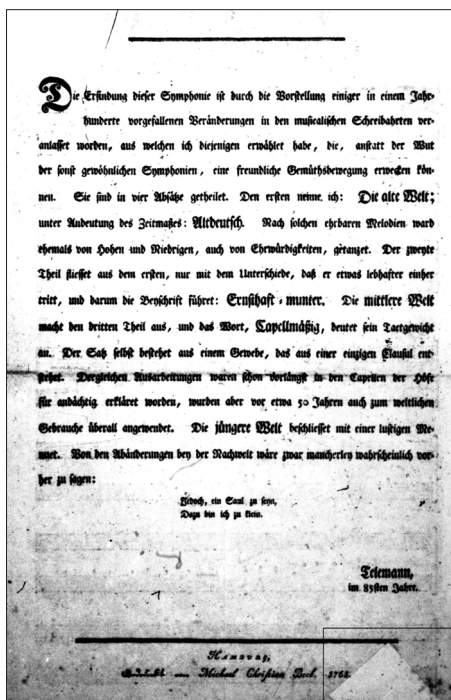 Die Erfindung dieser Symphonie ist durch die Vorstellung einiger in einem Jahr-
hunderte vorgefallenen Veränderungen in den musicalischen Schreibahrten ver-
anlasset worden, aus welchen ich diejenigen erwählet habe, die, anstatt der Wut
der sonst gewöhnlichen Symphonien, eine freundliche Gemüthsbewegung erwecken kön-
nen. Sie sind in vier Absätze getheilet. Den ersten nenne ich: Die alte Welt;
unter Andeutung des Zeitmaßes: Altdeutsch. Nach solchen ehrbaren Melodien ward
ehemals von Hohen und Niedrigen, auch von Ehrwürdigkeiten, getanzet. Der zweyte
Theil fliesset aus dem ersten, nur mit dem Unterschiede, daß er etwas lebhafter einher
tritt, und darum die Beyschrift führet: Ernsthaft-munter. Die mittlere Welt
macht den dritten Theil aus, und das Wort, Capellmäßig, deutet sein Tactgewicht
an. Der Satz selbst bestehet aus einem Gewebe, das aus einer einzigen Clausul ent-
stehet. Dergleichen Ausarbeitungen waren schon vorlängst in den Capellen der Höfe
für andächtig erkläret worden, wurden aber vor etwa 50 Jahren auch zum weltlichen
Gebrauche überall angewendet. Die jüngere Welt beschliesset mit einer lustigen Me-
nuet. Von den Abänderungen bey der Nachwelt wäre zwar mancherley wahrscheinlich vor-
her zu sagen:
Jedoch, ein Saul zu seyn,
Dazu bin ich zu klein.
Telemann,
im 85sten Jahre.
Hamburg,
Gedruckt von Michael Christian Bock. 1768.